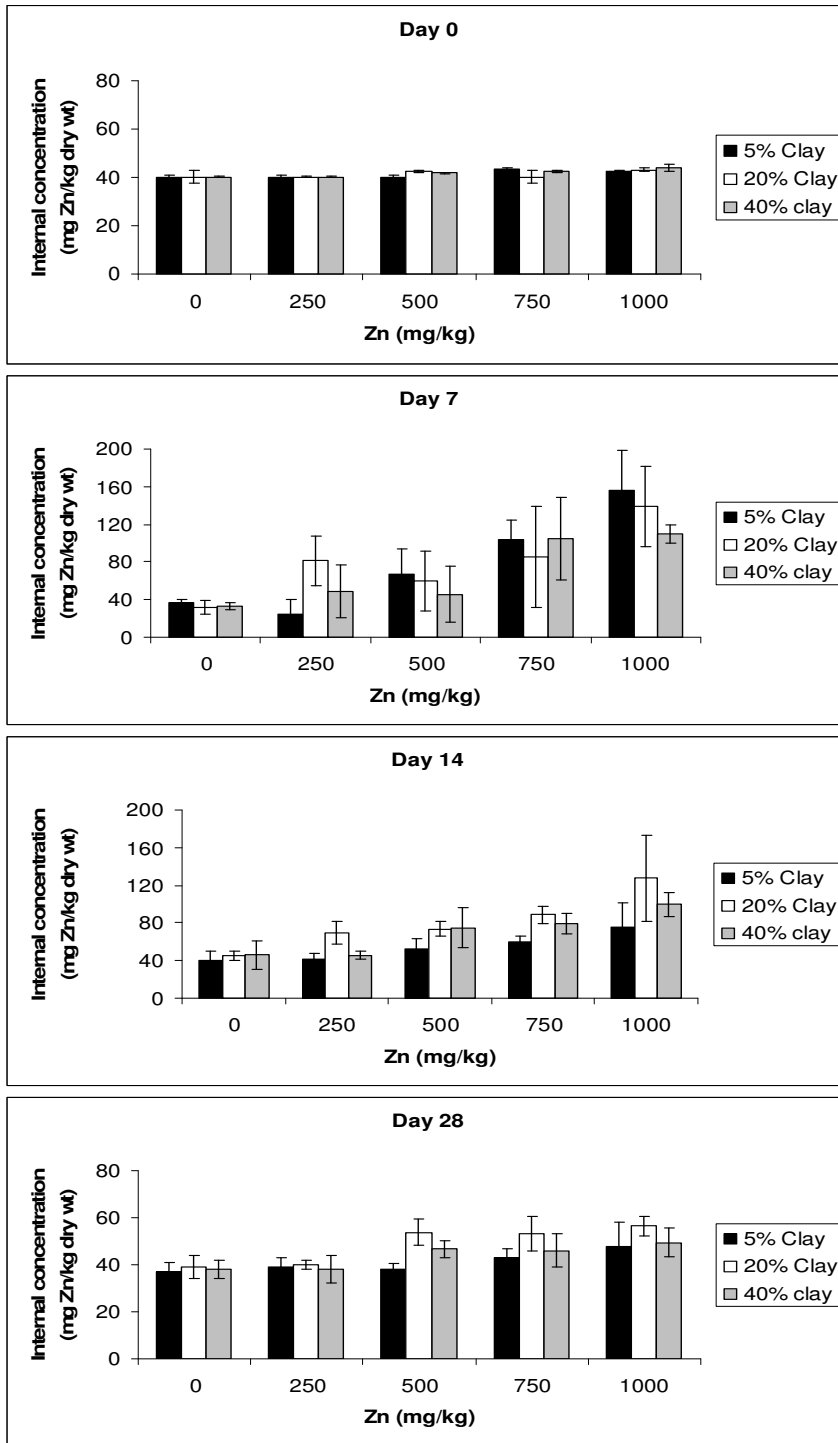 Day 0
Internal concentration
(mg Zn/kg dry wt)
80
60
40
20
0
0 250 500 750 1000
Zn (mg/kg)
5% Clay
20% Clay
40% clay
Day 7
Internal concentration
(mg Zn/kg dry wt)
200
160
120
80
40
0
0 250 500 750 1000
Zn (mg/kg)
5% Clay
20% Clay
40% clay
Day 14
Internal concentration
(mg Zn/kg dry wt)
200
160
120
80
40
0
0 250 500 750 1000
Zn (mg/kg)
5% Clay
20% Clay
40% clay
Day 28
Internal concentration
(mg Zn/kg dry wt)
80
60
40
20
0
0 250 500 750 1000
Zn (mg/kg)
5% Clay
20% Clay
40% clay